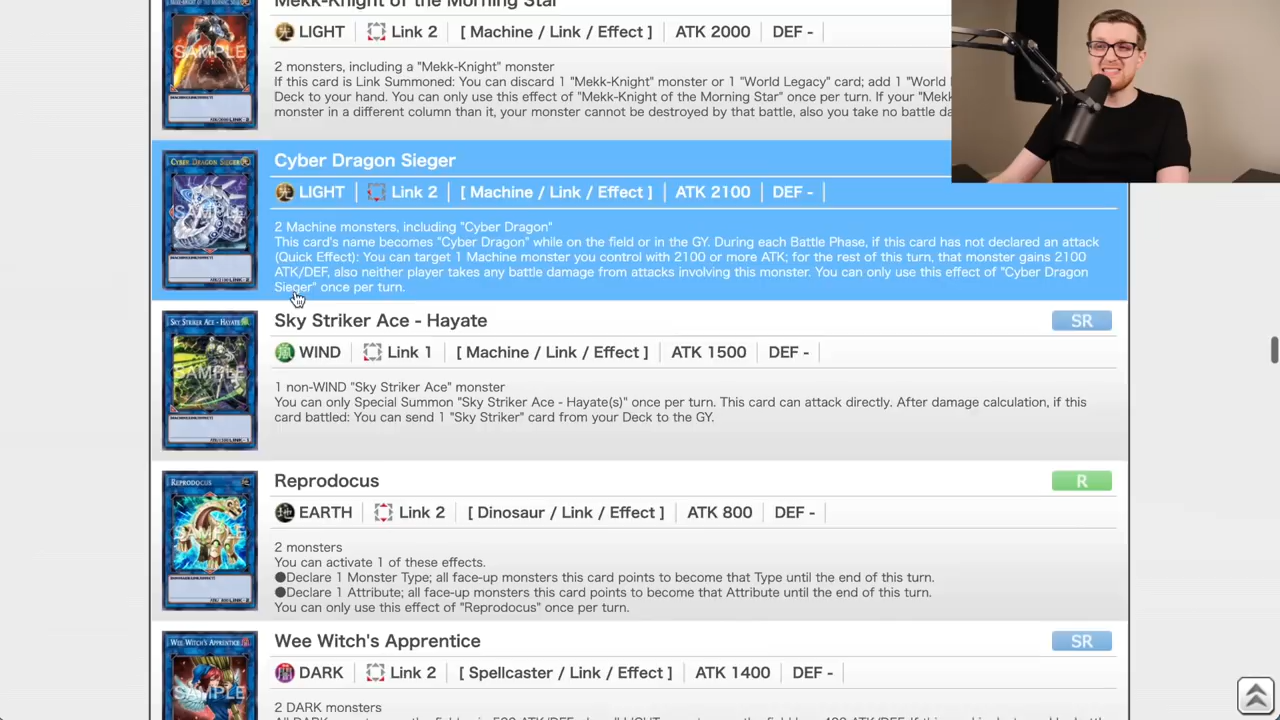 Mekk-Knight of the Morning Star
LIGHT Link 2 [ Machine / Link / Effect ] ATK 2000 DEF -
2 monsters, including a "Mekk-Knight" monster
If this card is Link Summoned: You can discard 1 "Mekk-Knight" monster or 1 "World Legacy" card; add 1 "World
Deck to your hand. You can only use this effect of "Mekk-Knight of the Morning Star" once per turn. If your "Mekk
monster in a different column than it, your monster cannot be destroyed by that battle, also you take no battle da
SAMPLE
CYBER DRAGON SIEGER
SAMPLE
Cyber Dragon Sieger
LIGHT Link 2 [ Machine / Link / Effect ] ATK 2100 DEF -
2 Machine monsters, including "Cyber Dragon"
This card's name becomes "Cyber Dragon" while on the field or in the GY. During each Battle Phase, if this card has not declared an attack
(Quick Effect): You can target 1 Machine monster you control with 2100 or more ATK; for the rest of this turn, that monster gains 2100
ATK/DEF, also neither player takes any battle damage from attacks involving this monster. You can only use this effect of "Cyber Dragon
Sieger" once per turn.
SKY STRIKER ACE - HAYATE
SAMPLE
Sky Striker Ace - Hayate
SR
WIND Link 1 [ Machine / Link / Effect ] ATK 1500 DEF -
1 non-WIND "Sky Striker Ace" monster
You can only Special Summon "Sky Striker Ace - Hayate(s)" once per turn. This card can attack directly. After damage calculation, if this
card battled: You can send 1 "Sky Striker" card from your Deck to the GY.
REPRODOCUS
SAMPLE
Reprodocus
R
EARTH Link 2 [ Dinosaur / Link / Effect ] ATK 800 DEF -
2 monsters
You can activate 1 of these effects.
●Declare 1 Monster Type; all face-up monsters this card points to become that Type until the end of this turn.
●Declare 1 Attribute; all face-up monsters this card points to become that Attribute until the end of this turn.
You can only use this effect of "Reprodocus" once per turn.
WEE WITCH'S APPRENTICE
SAMPLE
Wee Witch's Apprentice
SR
DARK Link 2 [ Spellcaster / Link / Effect ] ATK 1400 DEF -
2 DARK monsters